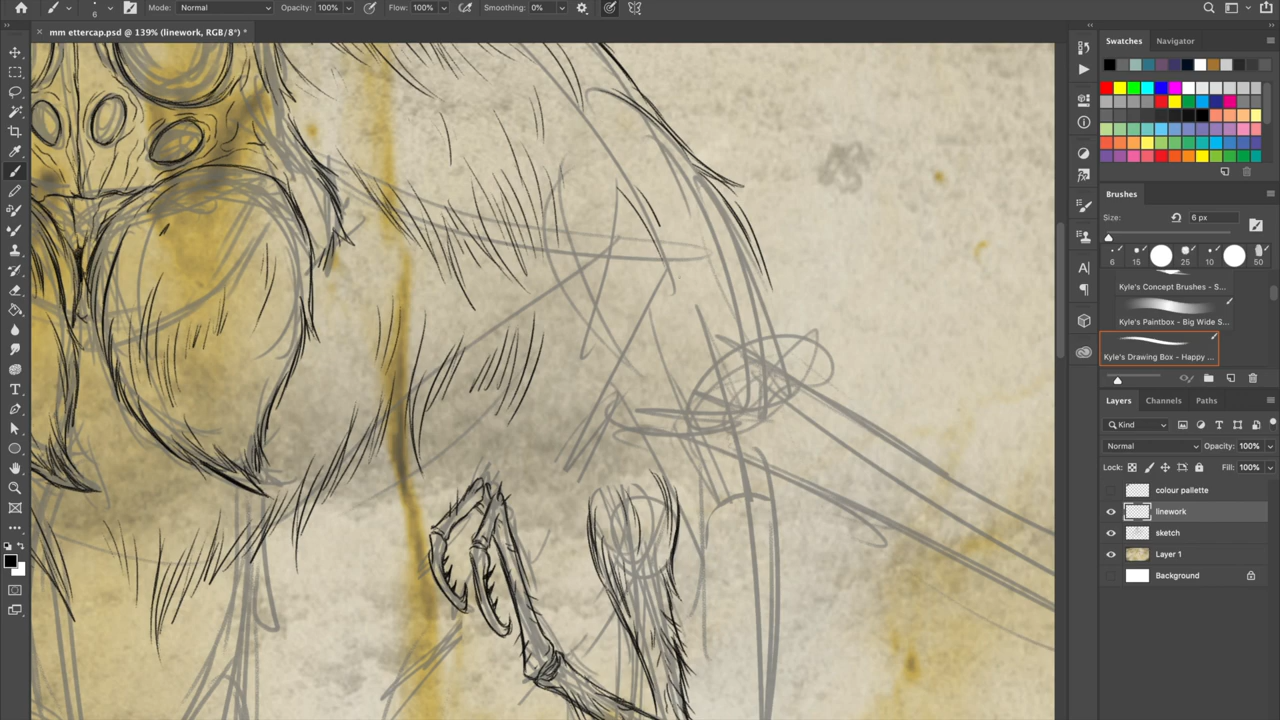 6
Mode: Normal Opacity: 100% Flow: 100% Smoothing: 0%
mm ettercap.psd @ 139% (linework, RGB/8*) *
Swatches Navigator
Brushes
Size: 6 px
6 15 25 10 50
Kyle's Concept Brushes - S...
Kyle's Paintbox - Big Wide S...
Kyle's Drawing Box - Happy ...
Layers Channels Paths
Kind
Normal Opacity: 100%
Lock: Fill: 100%
colour pallette
linework
sketch
Layer 1
Background